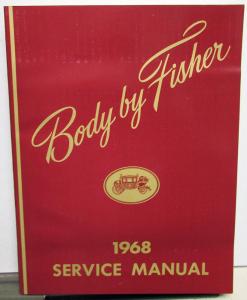 Body by Fisher
1968
SERVICE MANUAL